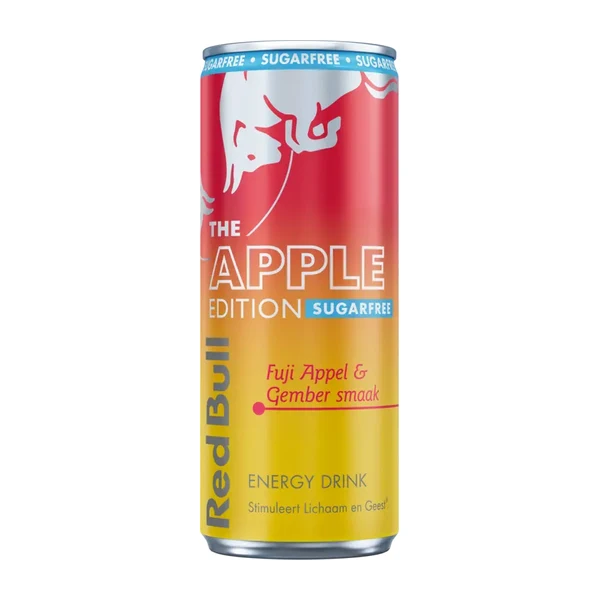 SUGARFREE • SUGARFREE • SUGARFREE
THE
APPLE
EDITION SUGARFREE
Fuji Appel &
Gember smaak
Red Bull
ENERGY DRINK
Stimuleert Lichaam en Geest®